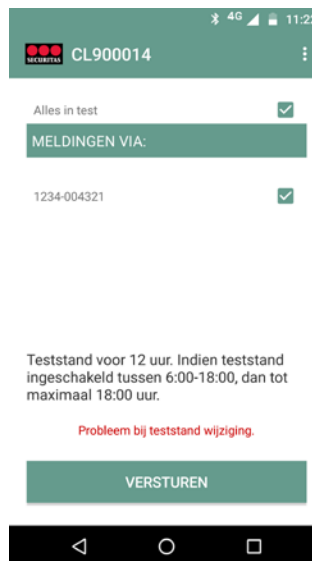 4G 11:22
SECURITAS CL900014
Alles in test
MELDINGEN VIA:
1234-004321
Teststand voor 12 uur. Indien teststand
ingeschakeld tussen 6:00-18:00, dan tot
maximaal 18:00 uur.
Probleem bij teststand wijziging.
VERSTUREN